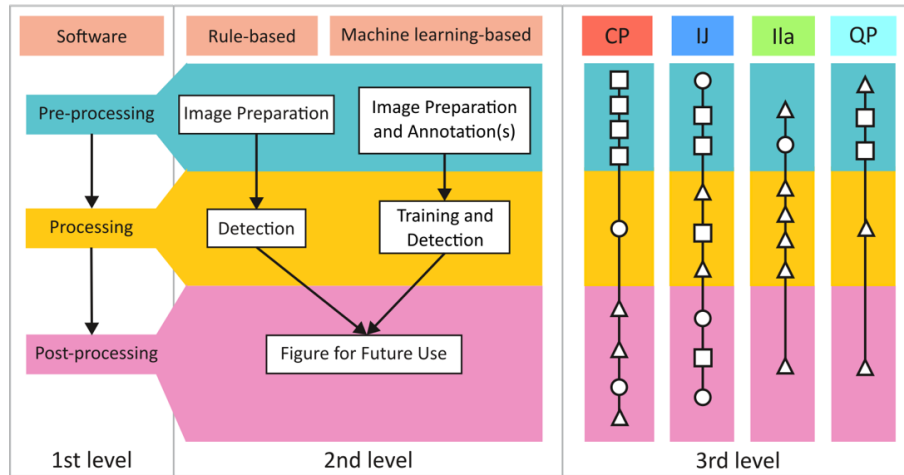 Software
Rule-based
Machine learning-based
CP
IJ
Ila
QP
Pre-processing
Image Preparation
Image Preparation
and Annotation(s)
Processing
Detection
Training and
Detection
Post-processing
Figure for Future Use
1st level
2nd level
3rd level